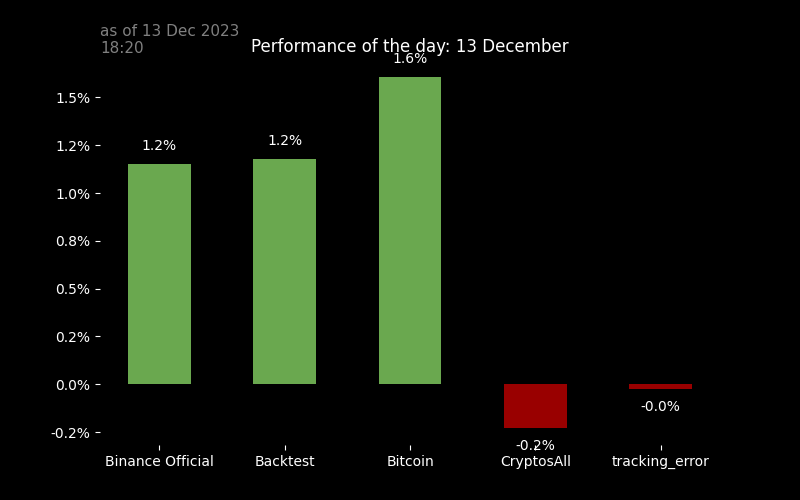 as of 13 Dec 2023
18:20
Performance of the day: 13 December
1.6%
1.5%
1.2%
1.2%
1.2%
1.0%
0.8%
0.5%
0.2%
0.0%
-0.0%
-0.2%
-0.2%
Binance Official
Backtest
Bitcoin
CryptosAll
tracking_error